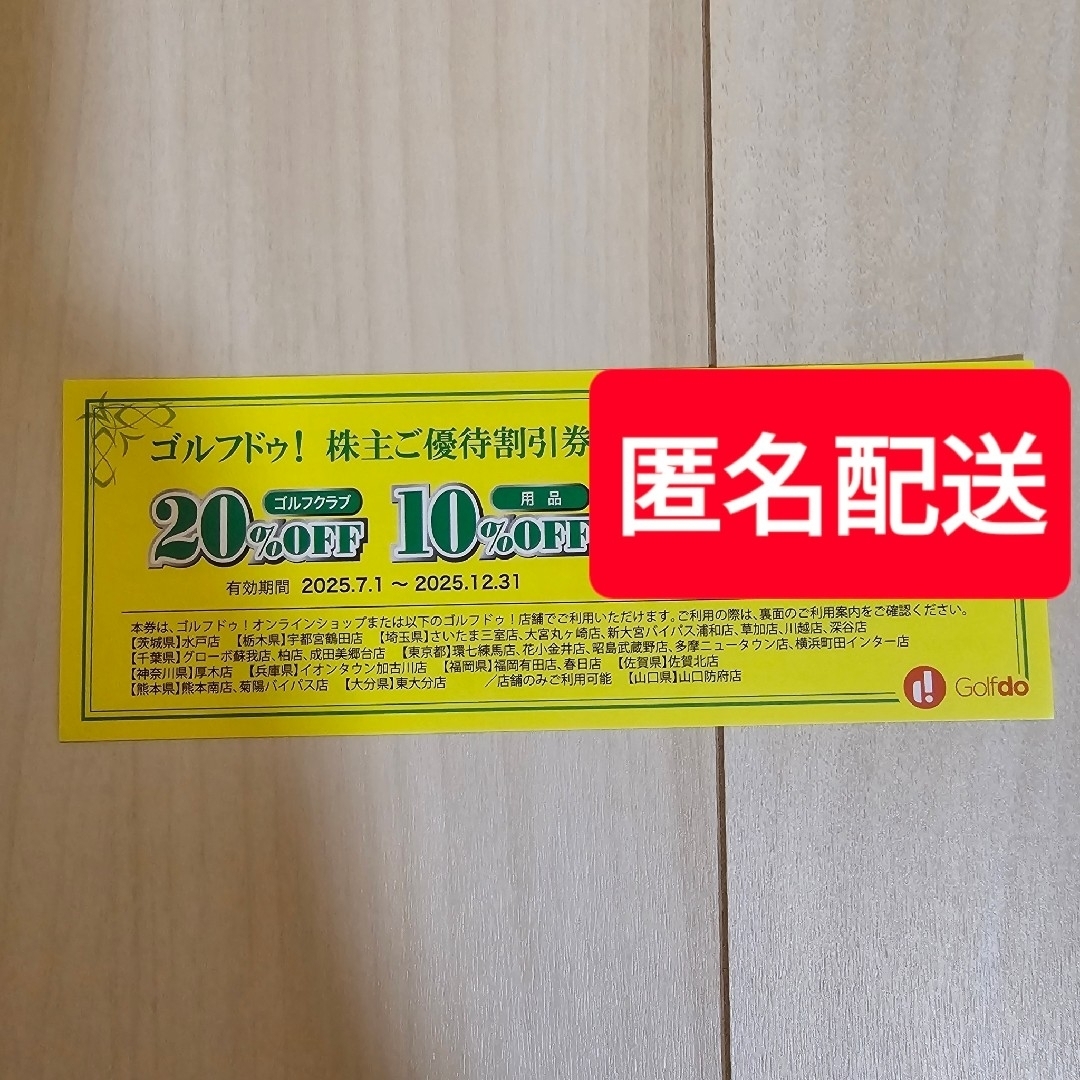 ゴルフドゥ! 株主ご優待割引券
匿名配送
20%OFF ゴルフクラブ 10%OFF 用品
有効期間 2025.7.1 ～ 2025.12.31
本券は、ゴルフドゥ!オンラインショップまたは以下のゴルフドゥ!店舗でご利用いただけます。ご利用の際は、裏面のご利用案内をご確認ください。
【茨城県】水戸店 【栃木県】宇都宮鶴田店 【埼玉県】さいたま三室店、大宮丸ヶ崎店、新大宮バイパス浦和店、草加店、川越店、深谷店
【千葉県】グローボ蘇我店、柏店、成田美郷台店 【東京都】環七練馬店、花小金井店、昭島武蔵野店、多摩ニュータウン店、横浜町田インター店
【神奈川県】厚木店 【兵庫県】イオンタウン加古川店 【福岡県】福岡有田店、春日店 【佐賀県】佐賀北店
【熊本県】熊本南店、菊陽バイパス店 【大分県】東大分店 ／店舗のみご利用可能 【山口県】山口防府店
Golfdo